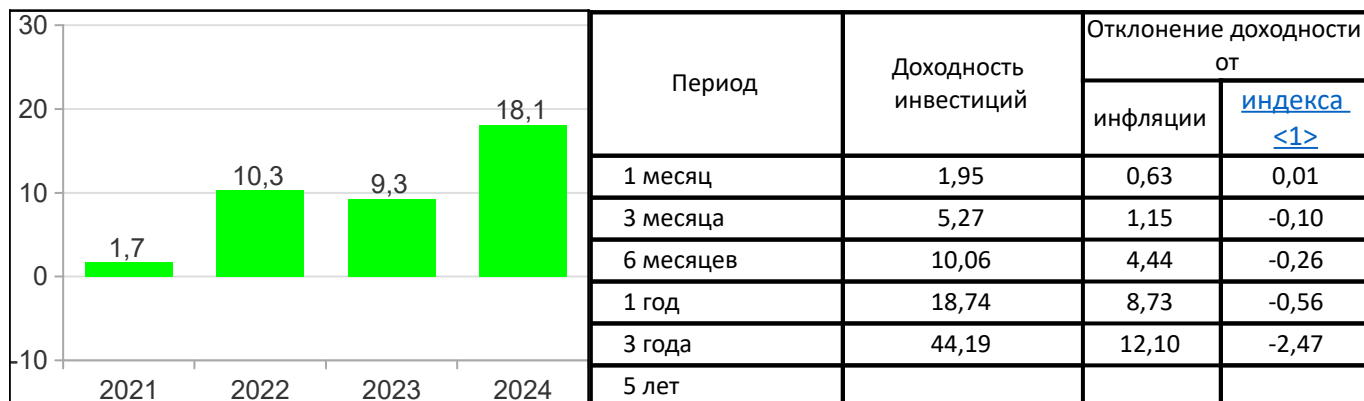 30
20
10
0
-10
1,7
10,3
9,3
18,1
2021 2022 2023 2024
Период
Доходность
инвестиций
Отклонение доходности
от
инфляции
индекса
<1>
1 месяц 1,95 0,63 0,01
3 месяца 5,27 1,15 -0,10
6 месяцев 10,06 4,44 -0,26
1 год 18,74 8,73 -0,56
3 года 44,19 12,10 -2,47
5 лет